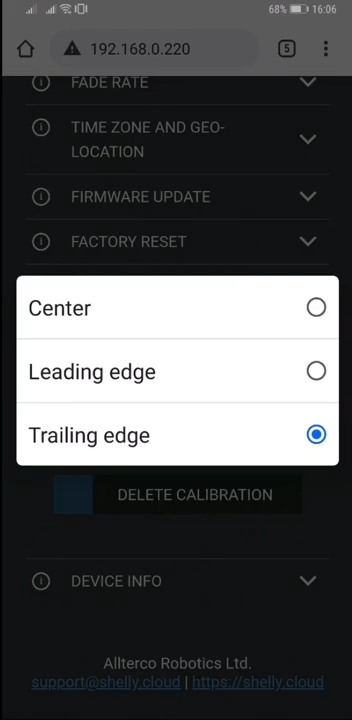 68% 16:06
192.168.0.220 5
FADE RATE
TIME ZONE AND GEO-
LOCATION
FIRMWARE UPDATE
FACTORY RESET
Center
Leading edge
Trailing edge
DELETE CALIBRATION
DEVICE INFO
Allterco Robotics Ltd.
support@shelly.cloud | https://shelly.cloud